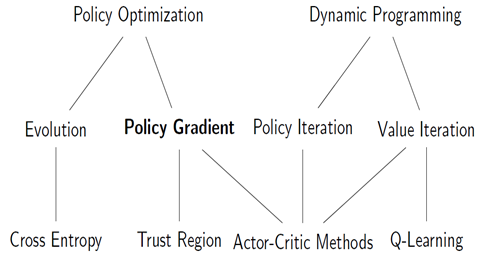 Policy Optimization Dynamic Programming
Evolution Policy Gradient Policy Iteration Value Iteration
Cross Entropy Trust Region Actor-Critic Methods Q-Learning